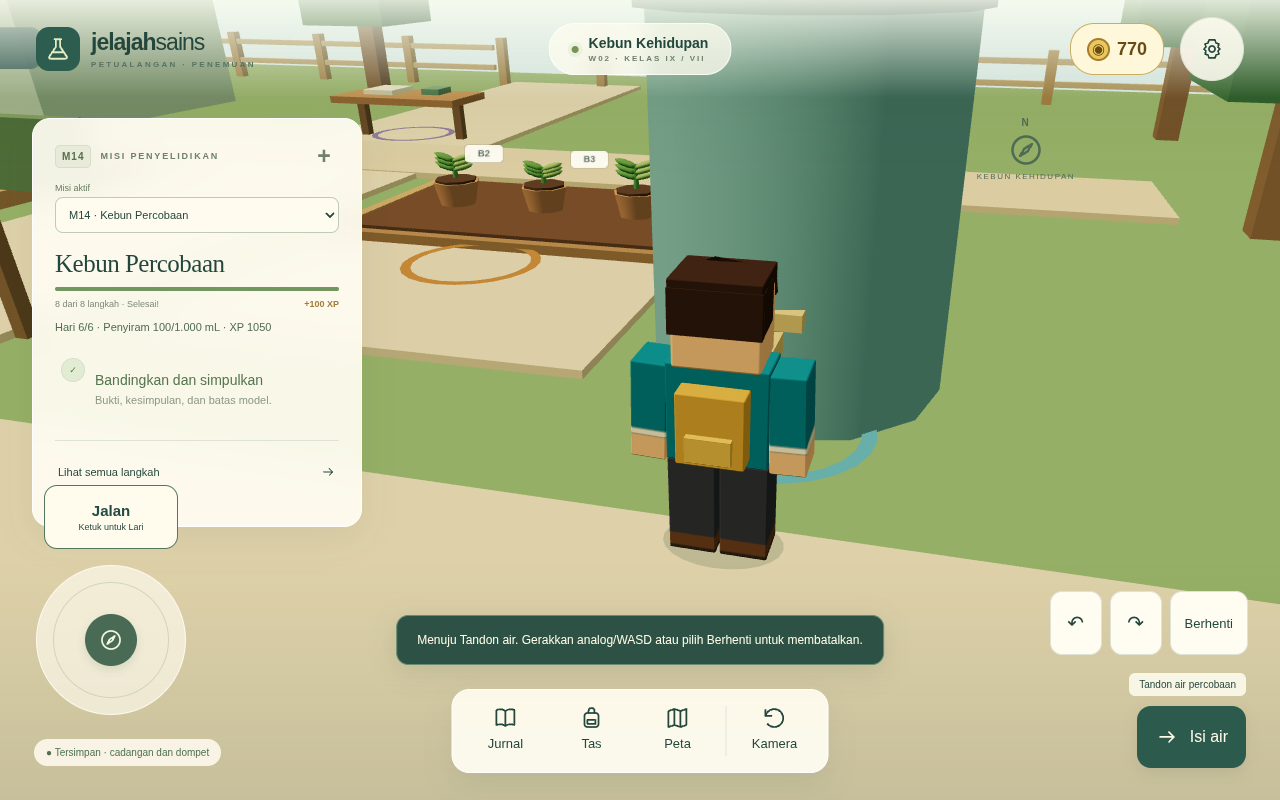 jelajahsains
PETUALANGAN · PENEMUAN
Kebun Kehidupan
W02 · KELAS IX / VII
770
N
KEBUN KEHIDUPAN
M14 MISI PENYELIDIKAN
Misi aktif
M14 · Kebun Percobaan
Kebun Percobaan
8 dari 8 langkah · Selesai! +100 XP
Hari 6/6 · Penyiram 100/1.000 mL · XP 1050
Bandingkan dan simpulkan
Bukti, kesimpulan, dan batas model.
Lihat semua langkah
B2
B3
Jalan
Ketuk untuk Lari
Menuju Tandon air. Gerakkan analog/WASD atau pilih Berhenti untuk membatalkan.
Berhenti
Tandon air percobaan
Isi air
Jurnal
Tas
Peta
Kamera
Tersimpan · cadangan dan dompet